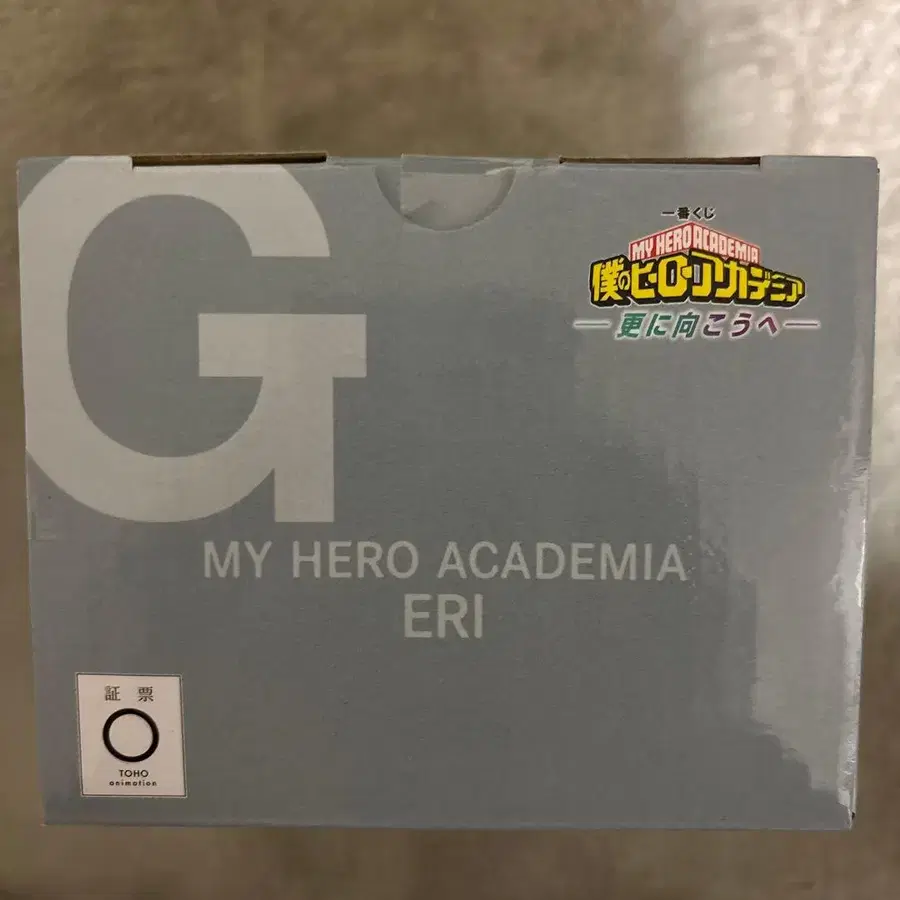 G
一番くじ
MY HERO ACADEMIA
僕のヒーローアカデミア
更に向こうへ
MY HERO ACADEMIA
ERI
証 票
TOHO
animation